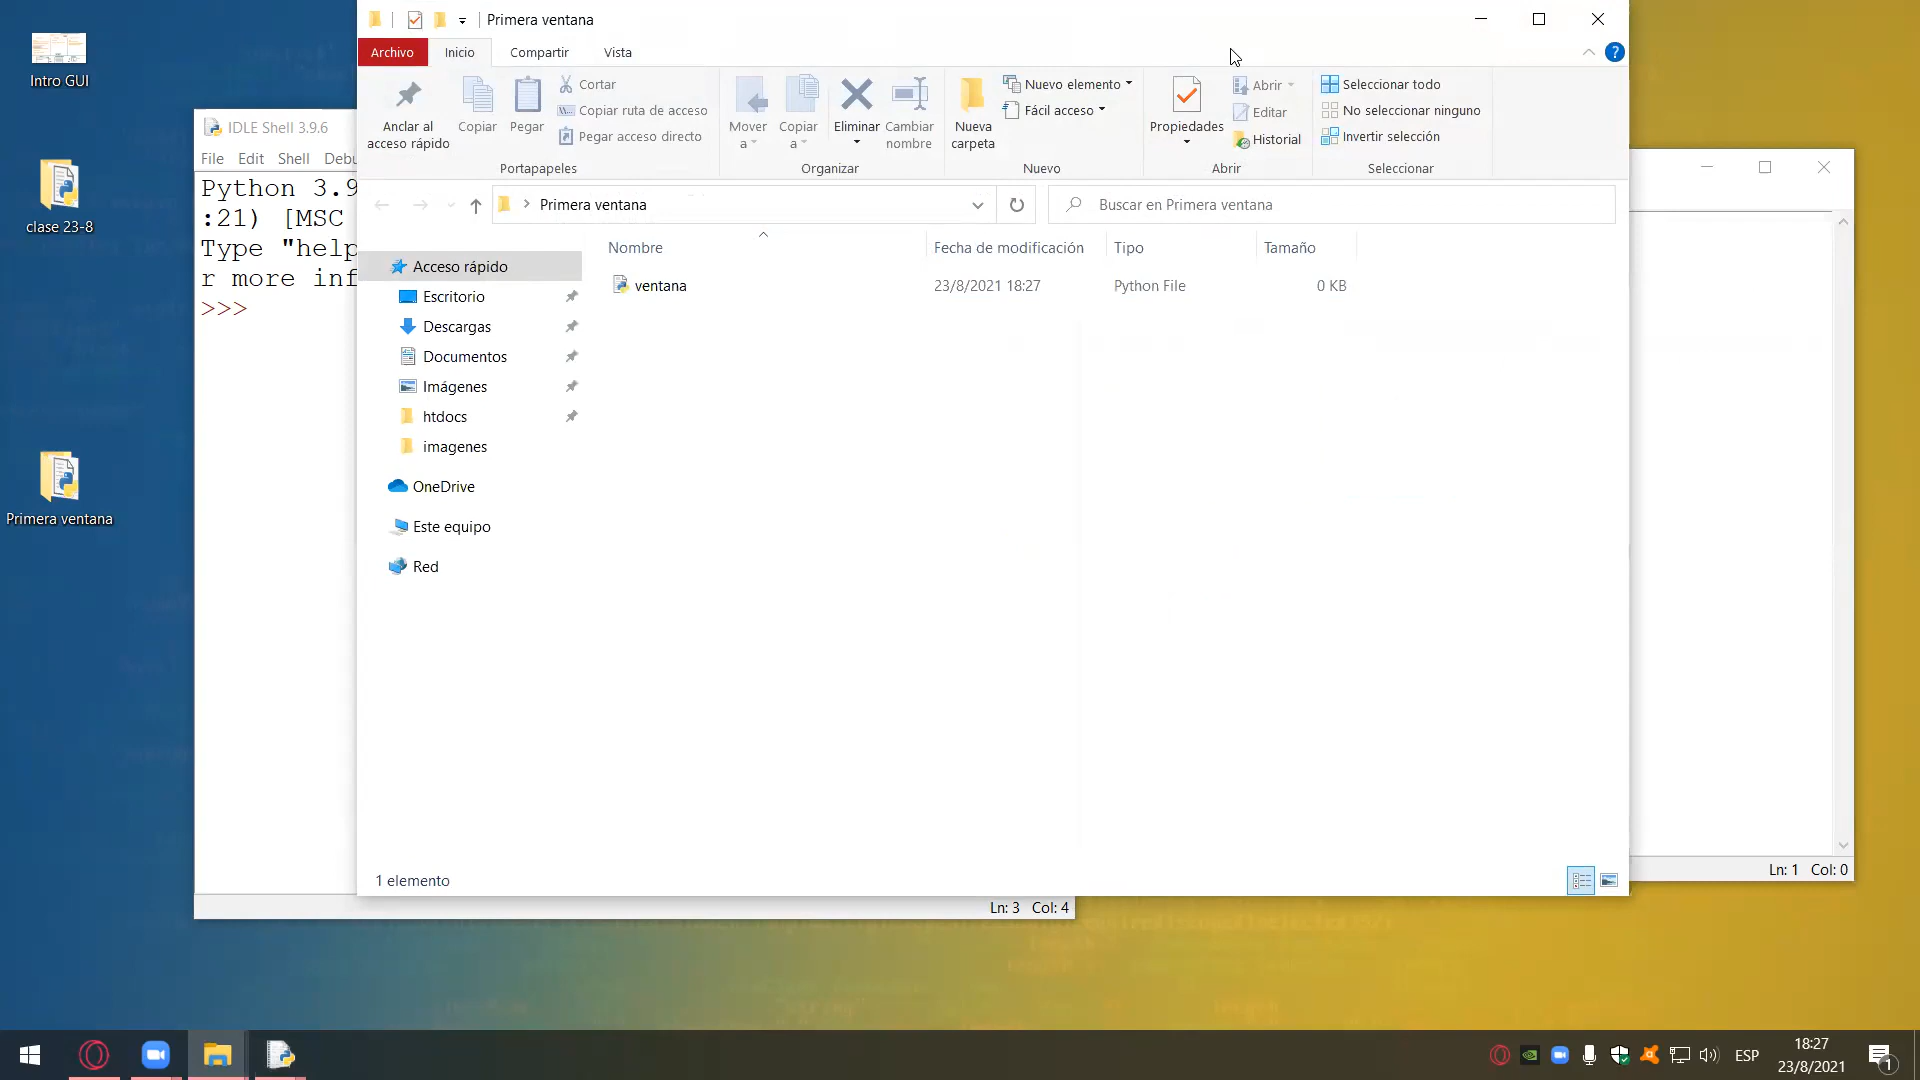 Intro GUI
clase 23-8
Primera ventana
IDLE Shell 3.9.6
File Edit Shell Debu
Python 3.9
:21) [MSC
Type "help
r more inf
>>>
Ln: 3 Col: 4
Primera ventana
Archivo Inicio Compartir Vista
Anclar al
acceso rápido
Copiar
Pegar
Cortar
Copiar ruta de acceso
Pegar acceso directo
Portapapeles
Mover
a
Copiar
a
Eliminar
Cambiar
nombre
Organizar
Nueva
carpeta
Nuevo elemento
Fácil acceso
Nuevo
Propiedades
Abrir
Editar
Historial
Abrir
Seleccionar todo
No seleccionar ninguno
Invertir selección
Seleccionar
Primera ventana
Buscar en Primera ventana
Acceso rápido
Escritorio
Descargas
Documentos
Imágenes
htdocs
imagenes
OneDrive
Este equipo
Red
Nombre Fecha de modificación Tipo Tamaño
ventana 23/8/2021 18:27 Python File 0 KB
1 elemento
Ln: 1 Col: 0
ESP
18:27
23/8/2021
1